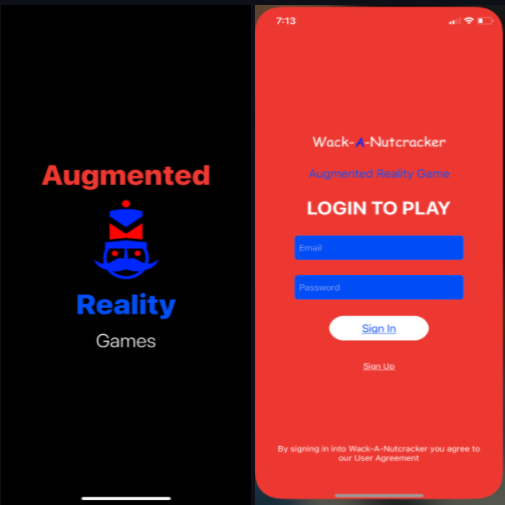 Augmented
Reality
Games
7:13
Wack-A-Nutcracker
Augmented Reality Game
LOGIN TO PLAY
Email
Password
Sign In
Sign Up
By signing in into Wack-A-Nutcracker you agree to
our User Agreement